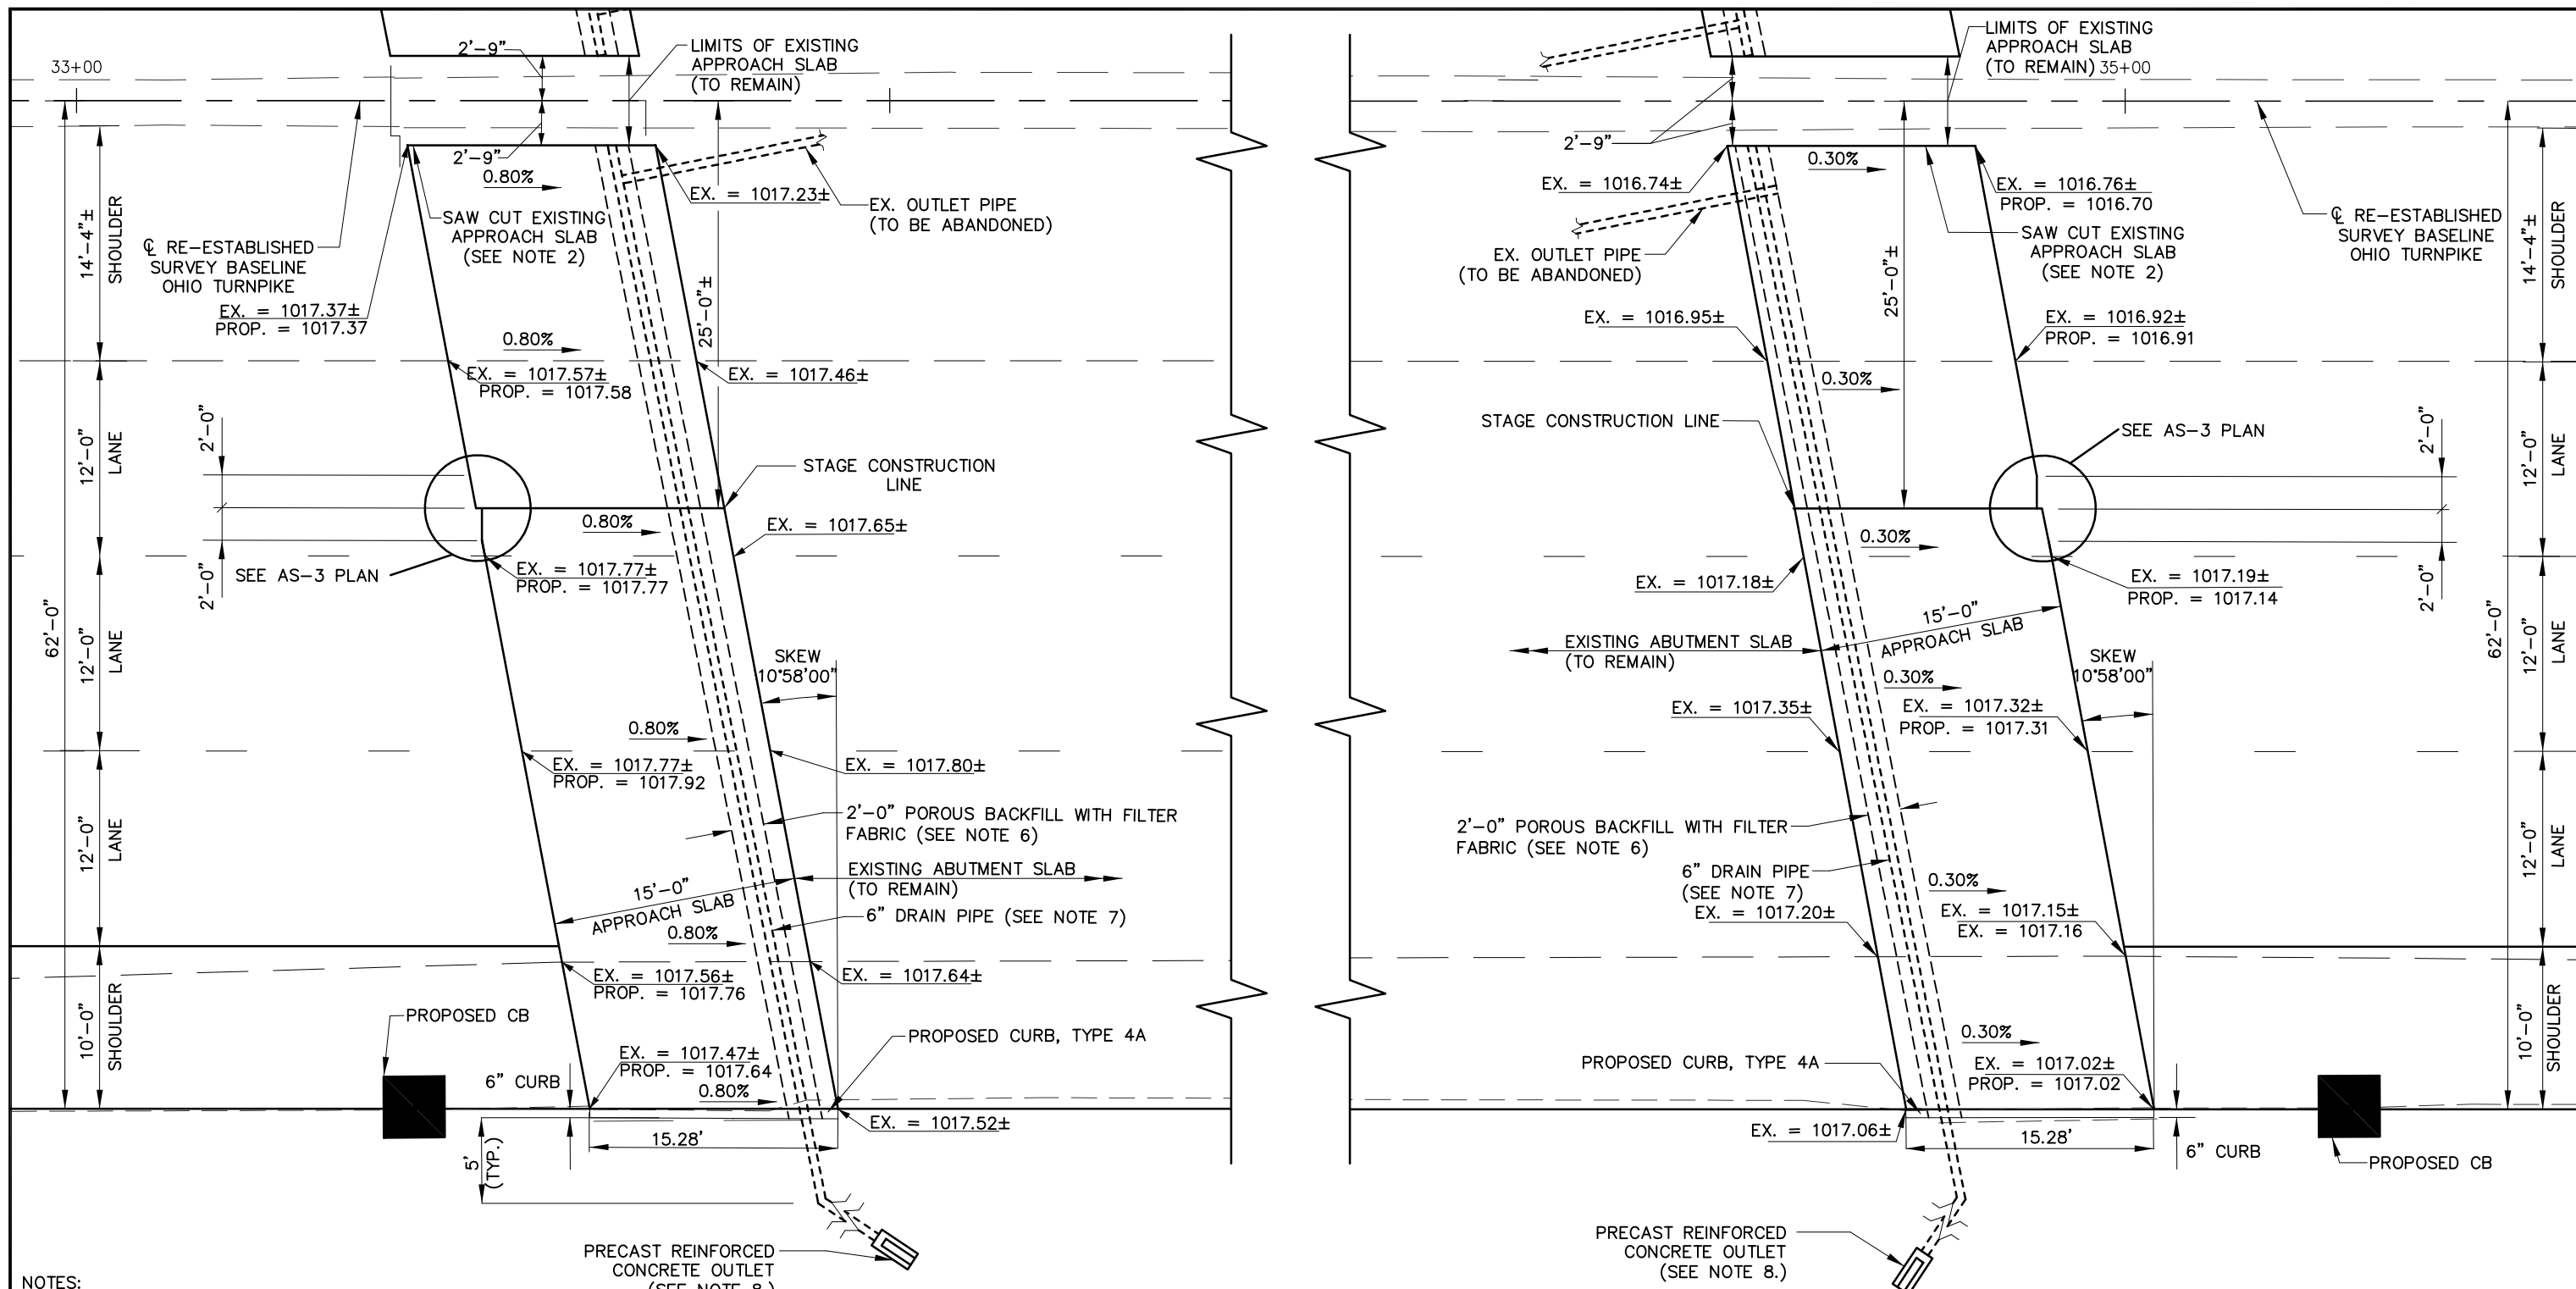 33+00
2'-9"
LIMITS OF EXISTING
APPROACH SLAB
(TO REMAIN)
2'-9"
0.80%
EX. = 1017.23±
SAW CUT EXISTING
APPROACH SLAB
(SEE NOTE 2)
EX. OUTLET PIPE
(TO BE ABANDONED)
14'-4"±
SHOULDER
℄ RE-ESTABLISHED
SURVEY BASELINE
OHIO TURNPIKE
EX. = 1017.37±
PROP. = 1017.37
25'-0"±
0.80%
EX. = 1017.57±
PROP. = 1017.58
EX. = 1017.46±
2'-0"
12'-0"
LANE
STAGE CONSTRUCTION
LINE
0.80%
EX. = 1017.65±
SEE AS-3 PLAN
2'-0"
EX. = 1017.77±
PROP. = 1017.77
62'-0"
12'-0"
LANE
SKEW
10°58'00"
0.80%
EX. = 1017.77±
PROP. = 1017.92
EX. = 1017.80±
12'-0"
LANE
2'-0" POROUS BACKFILL WITH FILTER
FABRIC (SEE NOTE 6)
EXISTING ABUTMENT SLAB
(TO REMAIN)
15'-0"
APPROACH SLAB
6" DRAIN PIPE (SEE NOTE 7)
0.80%
EX. = 1017.56±
PROP. = 1017.76
EX. = 1017.64±
10'-0"
SHOULDER
PROPOSED CB
PROPOSED CURB, TYPE 4A
EX. = 1017.47±
PROP. = 1017.64
6" CURB
0.80%
EX. = 1017.52±
15.28'
5'
(TYP.)
PRECAST REINFORCED
CONCRETE OUTLET
(SEE NOTE 8.)
NOTES:
LIMITS OF EXISTING
APPROACH SLAB
(TO REMAIN) 35+00
2'-9"
0.30%
EX. = 1016.74±
EX. = 1016.76±
PROP. = 1016.70
SAW CUT EXISTING
APPROACH SLAB
(SEE NOTE 2)
℄ RE-ESTABLISHED
SURVEY BASELINE
OHIO TURNPIKE
14'-4"±
SHOULDER
EX. OUTLET PIPE
(TO BE ABANDONED)
25'-0"±
EX. = 1016.95±
EX. = 1016.92±
PROP. = 1016.91
0.30%
STAGE CONSTRUCTION LINE
SEE AS-3 PLAN
2'-0"
12'-0"
LANE
0.30%
EX. = 1017.18±
EX. = 1017.19±
PROP. = 1017.14
2'-0"
15'-0"
APPROACH SLAB
EXISTING ABUTMENT SLAB
(TO REMAIN)
62'-0"
12'-0"
LANE
SKEW
10°58'00"
0.30%
EX. = 1017.35±
EX. = 1017.32±
PROP. = 1017.31
2'-0" POROUS BACKFILL WITH FILTER
FABRIC (SEE NOTE 6)
12'-0"
LANE
6" DRAIN PIPE
(SEE NOTE 7)
0.30%
EX. = 1017.20±
EX. = 1017.15±
EX. = 1017.16
10'-0"
SHOULDER
0.30%
PROPOSED CURB, TYPE 4A
EX. = 1017.02±
PROP. = 1017.02
EX. = 1017.06±
15.28'
6" CURB
PROPOSED CB
PRECAST REINFORCED
CONCRETE OUTLET
(SEE NOTE 8.)